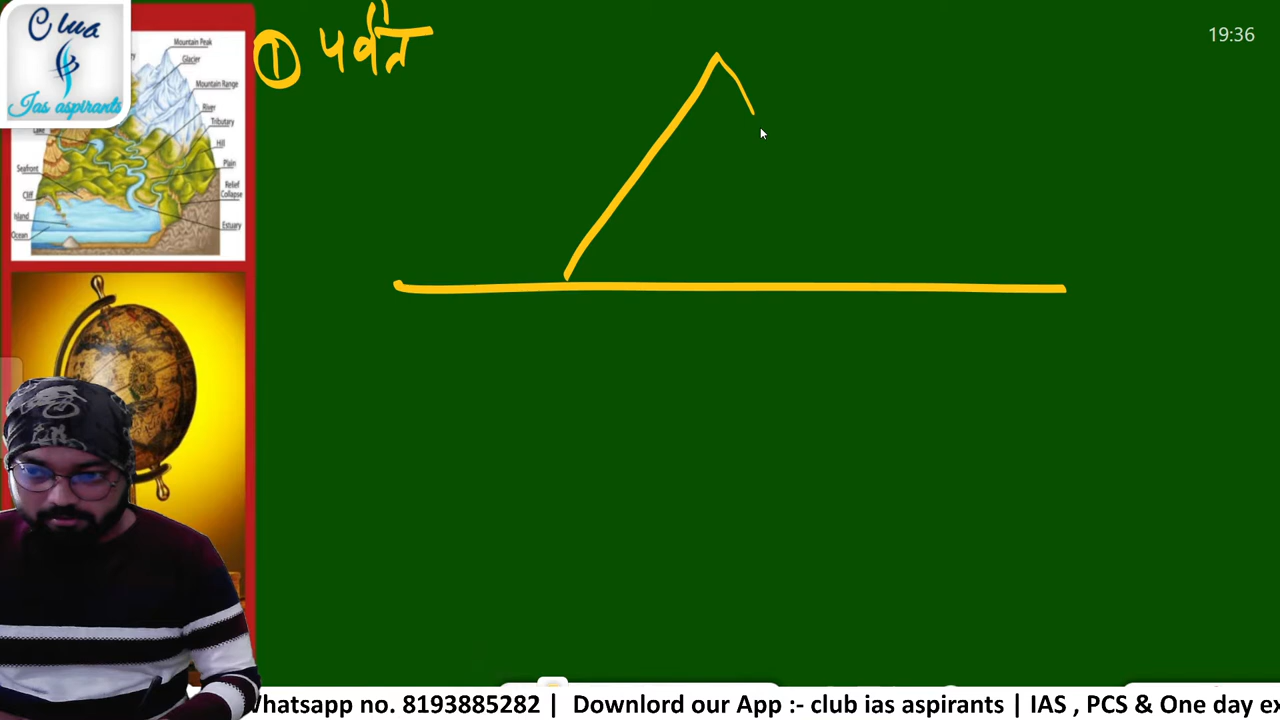 Clua
Ias aspirants
Mountain Peak
Glacier
Mountain Range
River
Tributary
Hill
Plain
Relief
Collapse
Estuary
Lake
Seafront
Cliff
Island
Ocean
① पर्वत
19:36
Whatsapp no. 8193885282 | Downlord our App :- club ias aspirants | IAS , PCS & One day ex